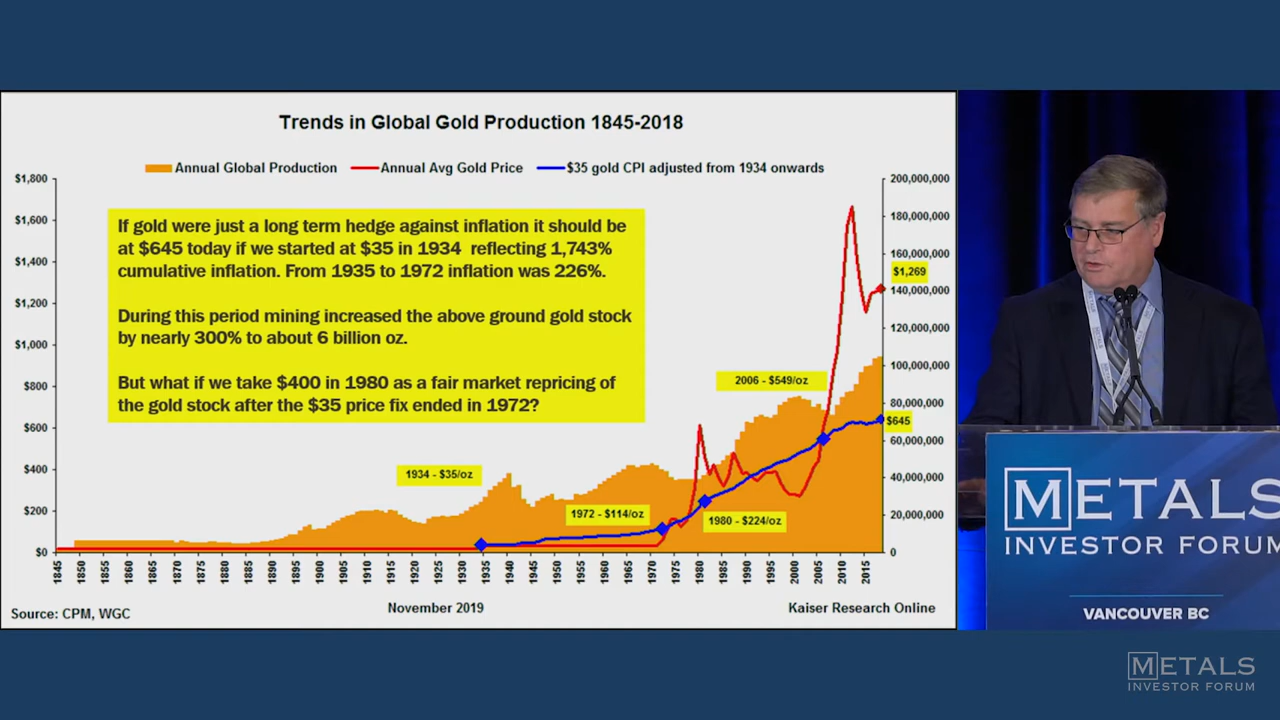 Trends in Global Gold Production 1845-2018
Annual Global Production
Annual Avg Gold Price
$35 gold CPI adjusted from 1934 onwards
$1,800
$1,600
$1,400
$1,200
$1,000
$800
$600
$400
$200
$0
If gold were just a long term hedge against inflation it should be
at $645 today if we started at $35 in 1934 reflecting 1,743%
cumulative inflation. From 1935 to 1972 inflation was 226%.
During this period mining increased the above ground gold stock
by nearly 300% to about 6 billion oz.
But what if we take $400 in 1980 as a fair market repricing of
the gold stock after the $35 price fix ended in 1972?
1934 - $35/oz
1972 - $114/oz
1980 - $224/oz
2006 - $549/oz
$1,269
$645
200,000,000
180,000,000
160,000,000
140,000,000
120,000,000
100,000,000
80,000,000
60,000,000
40,000,000
20,000,000
0
1845
1850
1855
1860
1865
1870
1875
1880
1885
1890
1895
1900
1905
1910
1915
1920
1925
1930
1935
1940
1945
1950
1955
1960
1965
1970
1975
1980
1985
1990
1995
2000
2005
2010
2015
Source: CPM, WGC
November 2019
Kaiser Research Online
METALS
INVESTOR FORUM
VANCOUVER BC
METALS
INVESTOR FORUM